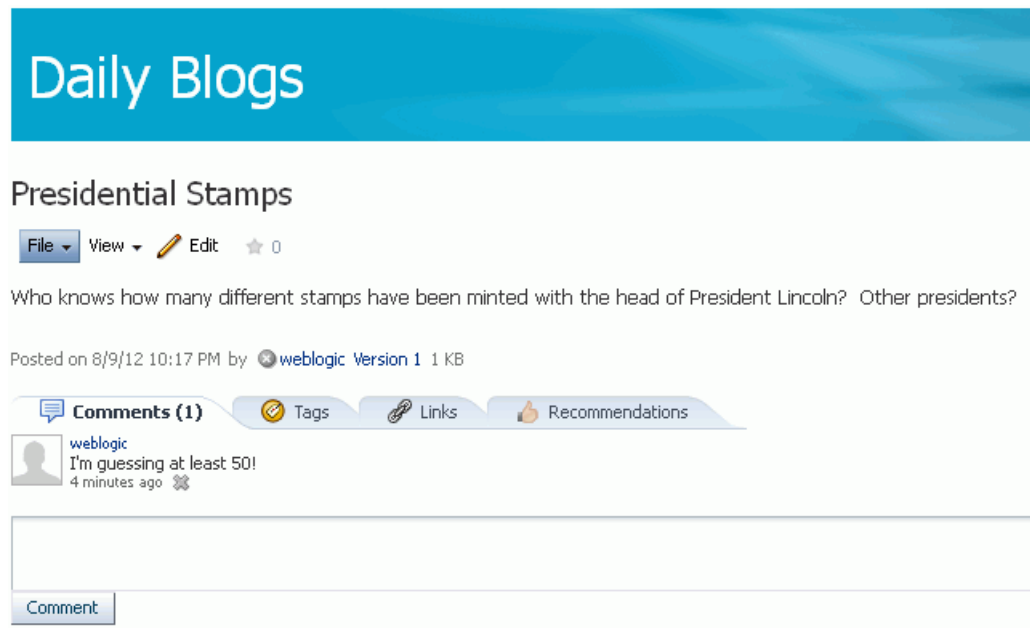 Daily Blogs
Presidential Stamps
File View Edit 0
Who knows how many different stamps have been minted with the head of President Lincoln? Other presidents?
Posted on 8/9/12 10:17 PM by weblogic Version 1 1 KB
Comments (1) Tags Links Recommendations
weblogic
I'm guessing at least 50!
4 minutes ago
Comment